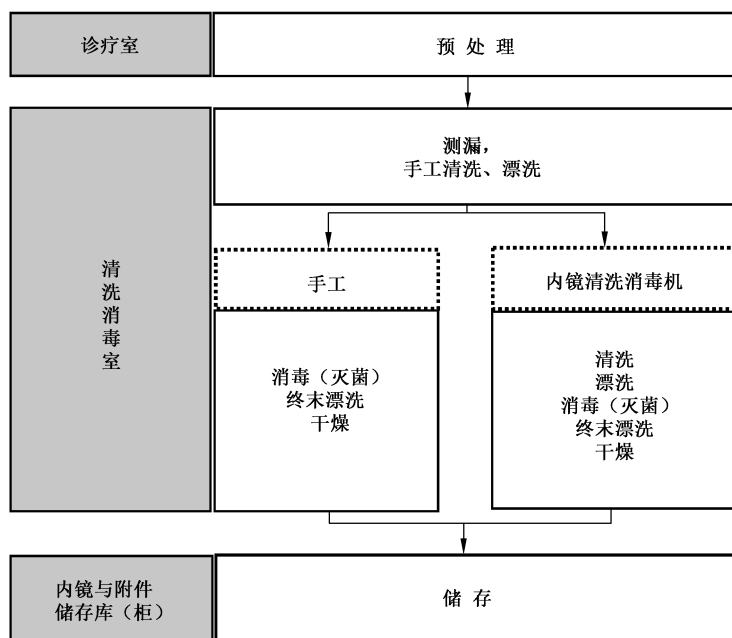 诊疗室
预 处 理
测漏，
手工清洗、漂洗
清
洗
消
毒
室
手工
内镜清洗消毒机
消毒（灭菌）
终末漂洗
干燥
清洗
漂洗
消毒（灭菌）
终末漂洗
干燥
内镜与附件
储存库（柜）
储 存